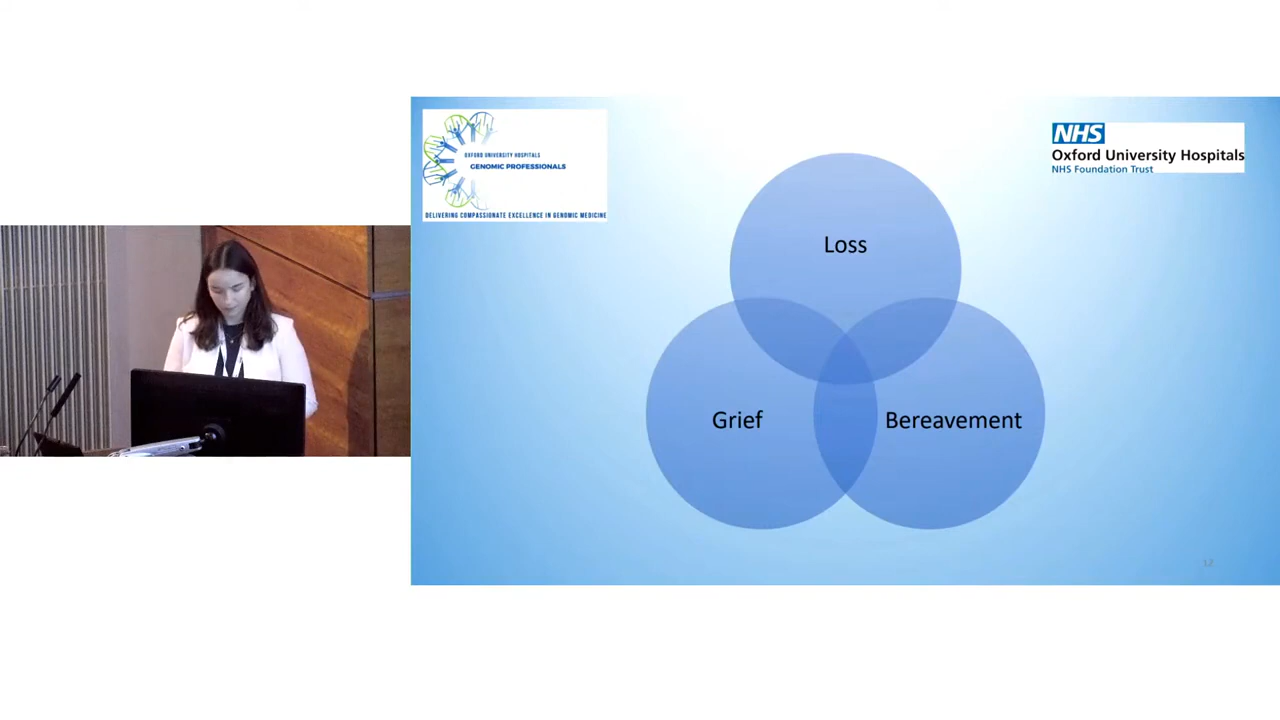 OXFORD UNIVERSITY HOSPITALS
GENOMIC PROFESSIONALS
DELIVERING COMPASSIONATE EXCELLENCE IN GENOMIC MEDICINE
NHS
Oxford University Hospitals
NHS Foundation Trust
Loss
Grief
Bereavement
17